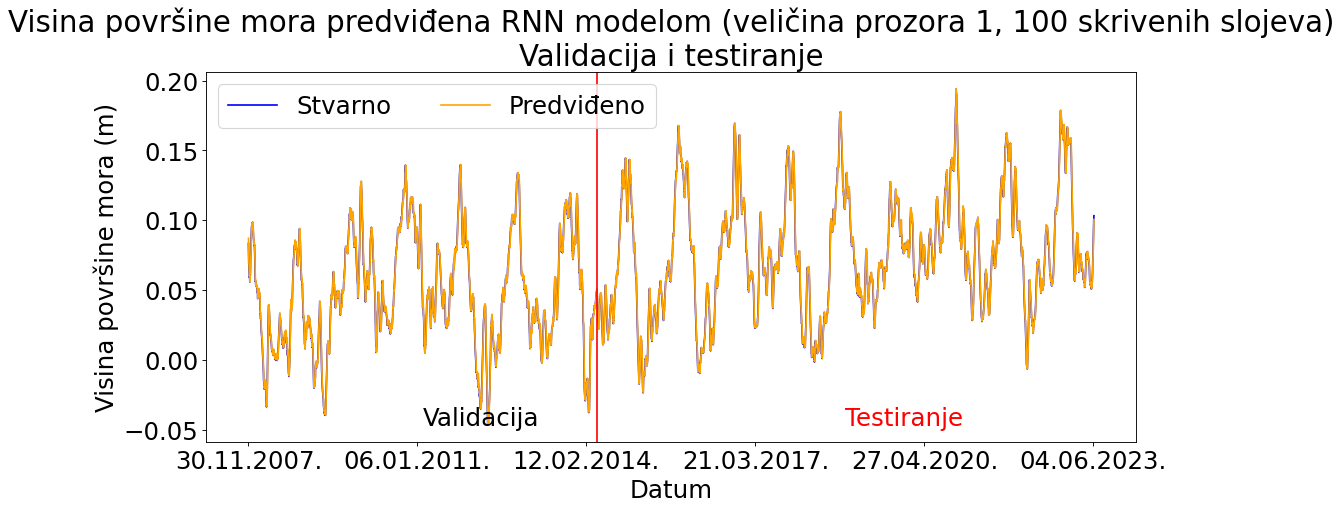 Visina površine mora predviđena RNN modelom (veličina prozora 1, 100 skrivenih slojeva)
Validacija i testiranje
Stvarno
Predviđeno
Visina površine mora (m)
0.20
0.15
0.10
0.05
0.00
−0.05
Validacija
Testiranje
30.11.2007.
06.01.2011.
12.02.2014.
21.03.2017.
27.04.2020.
04.06.2023.
Datum